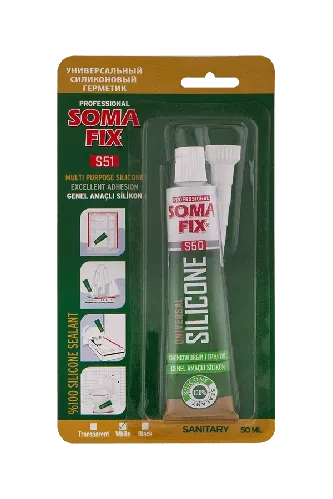 УНИВЕРСАЛЬНЫЙ
СИЛИКОНОВЫЙ
ГЕРМЕТИК
PROFESSIONAL
SOMA
FIX
S51
MULTI PURPOSE SILICONE
EXCELLENT ADHESION
GENEL AMAÇLI SİLİKON
%100 SILICONE SEALANT
PROFESSIONAL
SOMA
FIX
S50
UNIVERSAL
SILICONE
GENEL AMAÇLI SİLİKON
Transparent
White
Black
SANITARY
50 ML